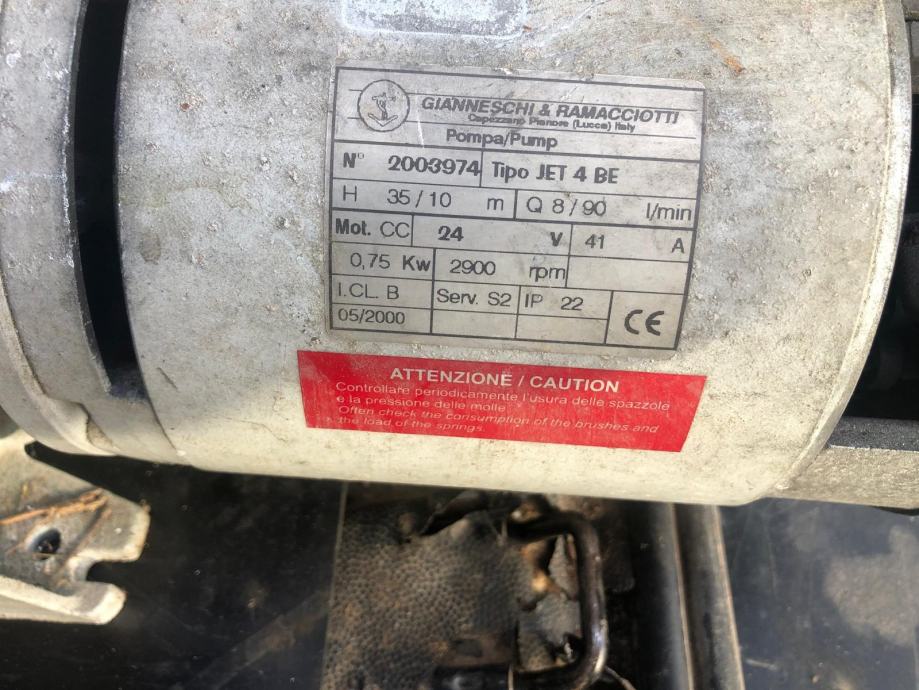 GIANNESCHI & RAMACCIOTTI
Capezzano Pianore (Lucca) Italy
Pompa/Pump
N° 2003974 Tipo JET 4 BE
H 35/10 m Q 8/90 l/min
Mot. CC 24 V 41 A
0,75 Kw 2900 rpm
I.CL. B Serv. S2 IP 22
05/2000 CE
ATTENZIONE / CAUTION
Controllare periodicamente l'usura delle spazzole
e la pressione delle molle
Often check the consumption of the brushes and
the load of the springs.